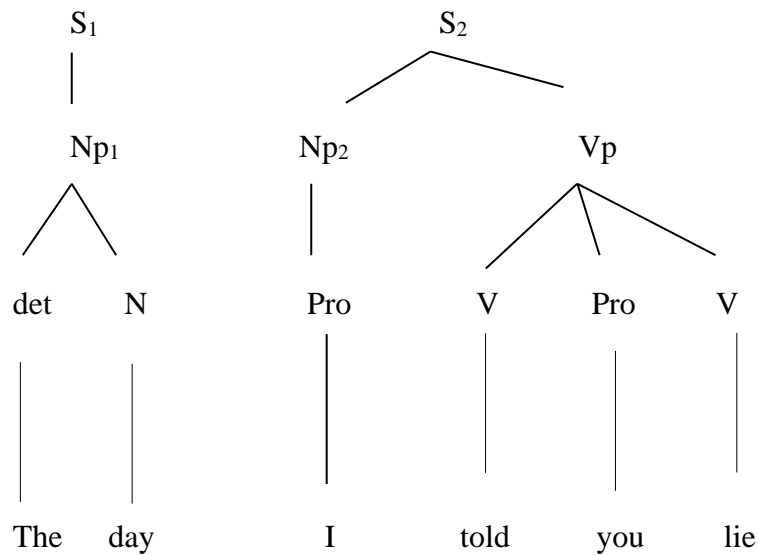 S₁ S₂
Np₁ Np₂ Vp
det N Pro V Pro V
The day I told you lie